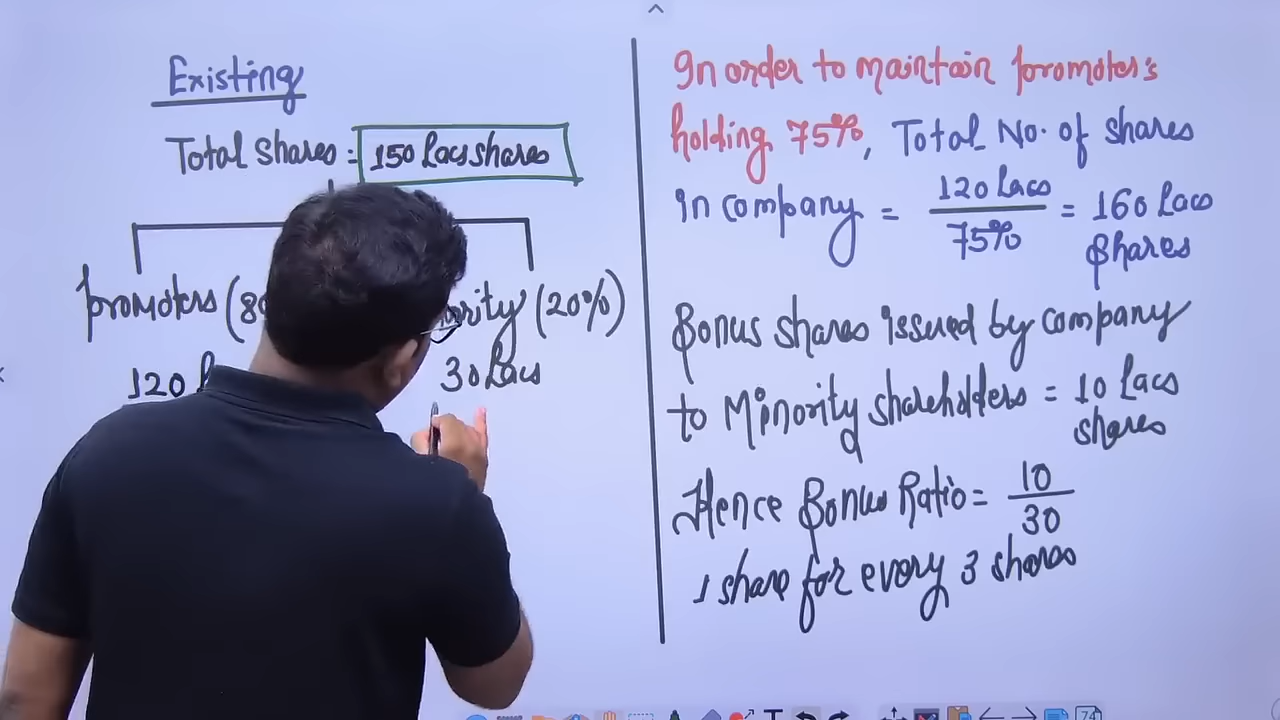 Existing
Total shares = 150 Lacs shares
promoters (8
(20%)
120
30 Lacs
In order to maintain promoter's
holding 75%, Total No. of shares
in company = 120 Lacs / 75% = 160 Lacs
shares
Bonus shares issued by company
to Minority shareholders = 10 Lacs
shares
Hence Bonus Ratio = 10 / 30
1 share for every 3 shares
74